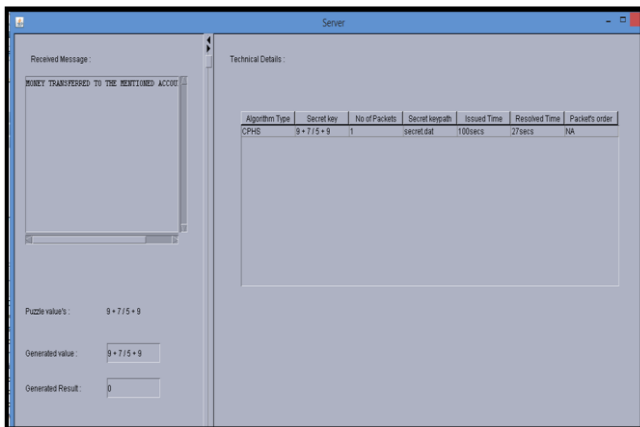 Server
Received Message :
MONEY TRANSFERRED TO THE MENTIONED ACCOU
Technical Details :
Algorithm Type Secret key No of Packets Secret keypath Issued Time Resolved Time Packet's order
CPHS 9 + 7 / 5 + 9 1 secret.dat 100secs 27secs NA
Puzzle value's : 9 + 7 / 5 + 9
Generated value : 9 + 7 / 5 + 9
Generated Result : 0